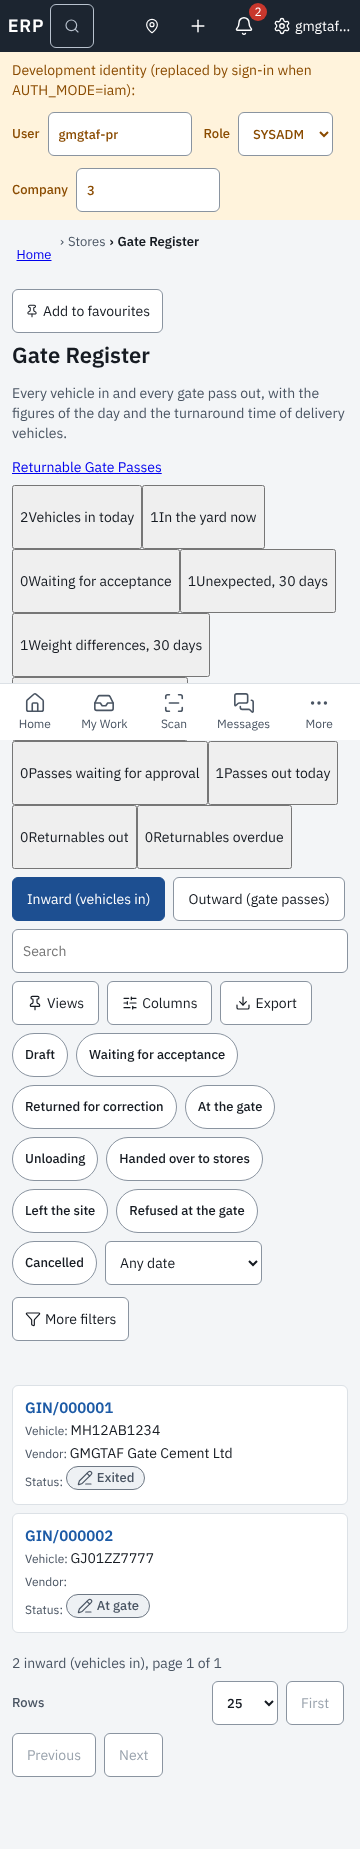 ERP 2 gmgtaf...
Development identity (replaced by sign-in when
AUTH_MODE=iam):
User gmgtaf-pr Role SYSADM
Company 3
Home › Stores › Gate Register
Add to favourites
Gate Register
Every vehicle in and every gate pass out, with the
figures of the day and the turnaround time of delivery
vehicles.
Returnable Gate Passes
2Vehicles in today 1In the yard now
0Waiting for acceptance 1Unexpected, 30 days
1Weight differences, 30 days
Home My Work Scan Messages More
0Passes waiting for approval 1Passes out today
0Returnables out 0Returnables overdue
Inward (vehicles in) Outward (gate passes)
Search
Views Columns Export
Draft Waiting for acceptance
Returned for correction At the gate
Unloading Handed over to stores
Left the site Refused at the gate
Cancelled Any date
More filters
GIN/000001
Vehicle: MH12AB1234
Vendor: GMGTAF Gate Cement Ltd
Status: Exited
GIN/000002
Vehicle: GJ01ZZ7777
Vendor:
Status: At gate
2 inward (vehicles in), page 1 of 1
Rows 25 First
Previous Next